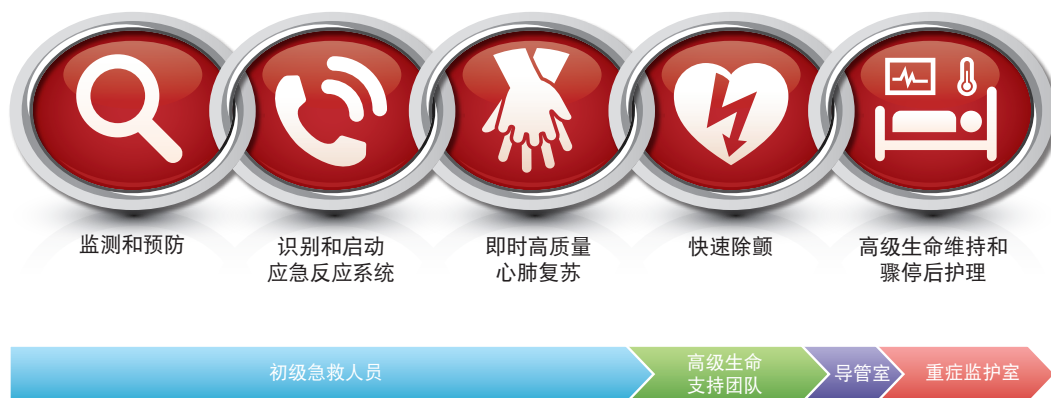 监测和预防
识别和启动
应急反应系统
即时高质量
心肺复苏
快速除颤
高级生命维持和
骤停后护理
初级急救人员
高级生命
支持团队
导管室
重症监护室